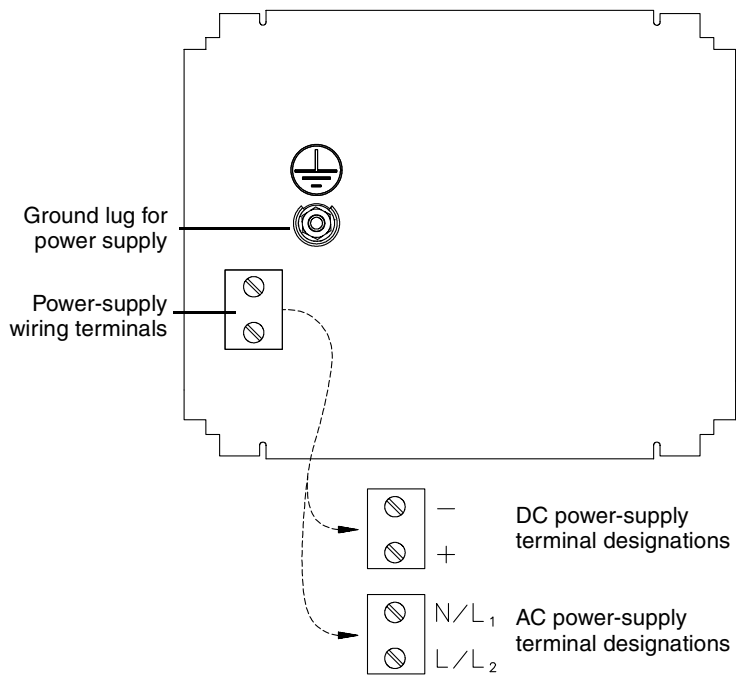 Ground lug for
power supply
Power-supply
wiring terminals
−
DC power-supply
+
terminal designations
N/L₁
AC power-supply
L/L₂
terminal designations